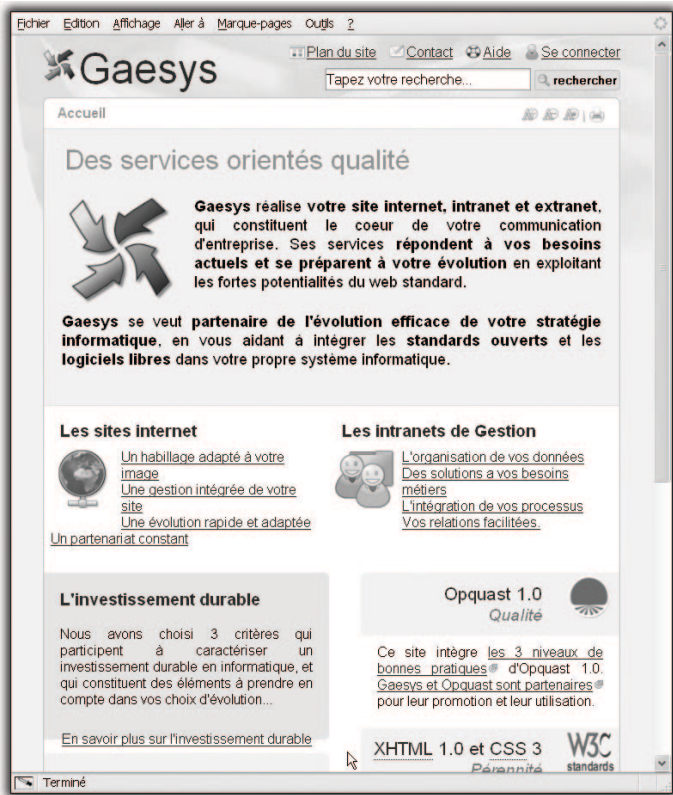 Fichier Edition Affichage Aller à Marque-pages Outils ?
Plan du site Contact Aide Se connecter
Gaesys
Tapez votre recherche... rechercher
Accueil
Des services orientés qualité
Gaesys réalise votre site internet, intranet et extranet,
qui constituent le coeur de votre communication
d'entreprise. Ses services répondent à vos besoins
actuels et se préparent à votre évolution en exploitant
les fortes potentialités du web standard.
Gaesys se veut partenaire de l'évolution efficace de votre stratégie
informatique, en vous aidant à intégrer les standards ouverts et les
logiciels libres dans votre propre système informatique.
Les sites internet
Un habillage adapté à votre
image
Une gestion intégrée de votre
site
Une évolution rapide et adaptée
Un partenariat constant
Les intranets de Gestion
L'organisation de vos données
Des solutions a vos besoins
métiers
L'intégration de vos processus
Vos relations facilitées.
L'investissement durable
Nous avons choisi 3 critères qui
participent à caractériser un
investissement durable en informatique, et
qui constituent des éléments à prendre en
compte dans vos choix d'évolution...
En savoir plus sur l'investissement durable
Opquast 1.0
Qualité
Ce site intègre les 3 niveaux de
bonnes pratiques d'Opquast 1.0.
Gaesys et Opquast sont partenaires
pour leur promotion et leur utilisation.
XHTML 1.0 et CSS 3
Pérennité
W3C
standards
Terminé